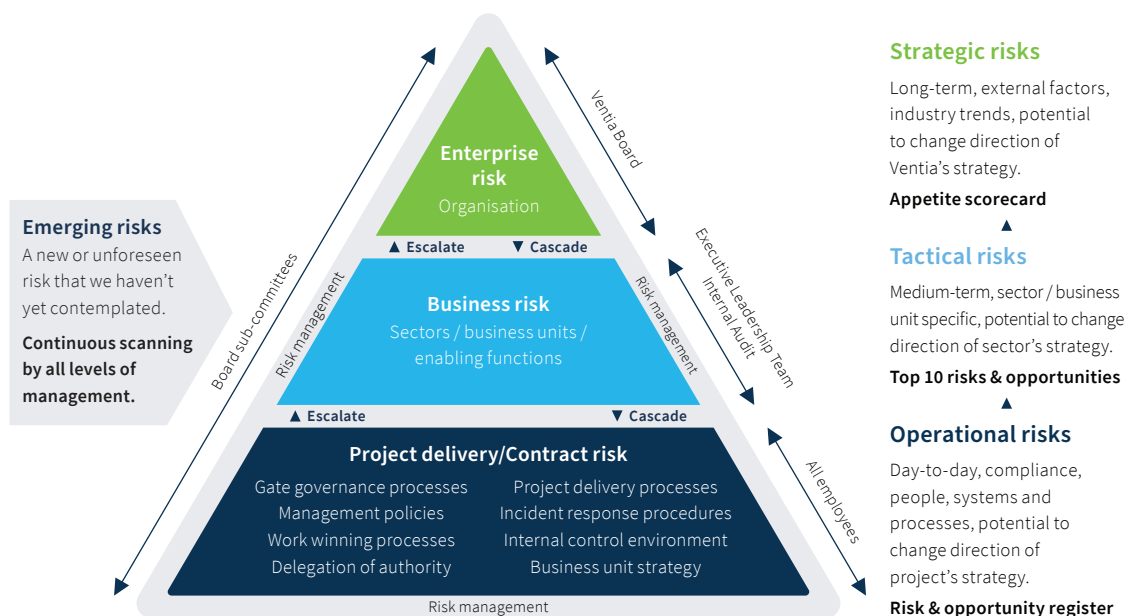 Emerging risks
A new or unforeseen
risk that we haven't
yet contemplated.
Continuous scanning
by all levels of
management.
Board sub-committees
Risk management
Enterprise
risk
Organisation
▲ Escalate
▼ Cascade
Business risk
Sectors / business units /
enabling functions
▲ Escalate
▼ Cascade
Project delivery/Contract risk
Gate governance processes
Management policies
Work winning processes
Delegation of authority
Project delivery processes
Incident response procedures
Internal control environment
Business unit strategy
Risk management
Risk management
Ventia Board
Executive Leadership Team
Internal Audit
All employees
Strategic risks
Long-term, external factors,
industry trends, potential
to change direction of
Ventia's strategy.
Appetite scorecard
Tactical risks
Medium-term, sector / business
unit specific, potential to change
direction of sector's strategy.
Top 10 risks & opportunities
Operational risks
Day-to-day, compliance,
people, systems and
processes, potential to
change direction of
project's strategy.
Risk & opportunity register